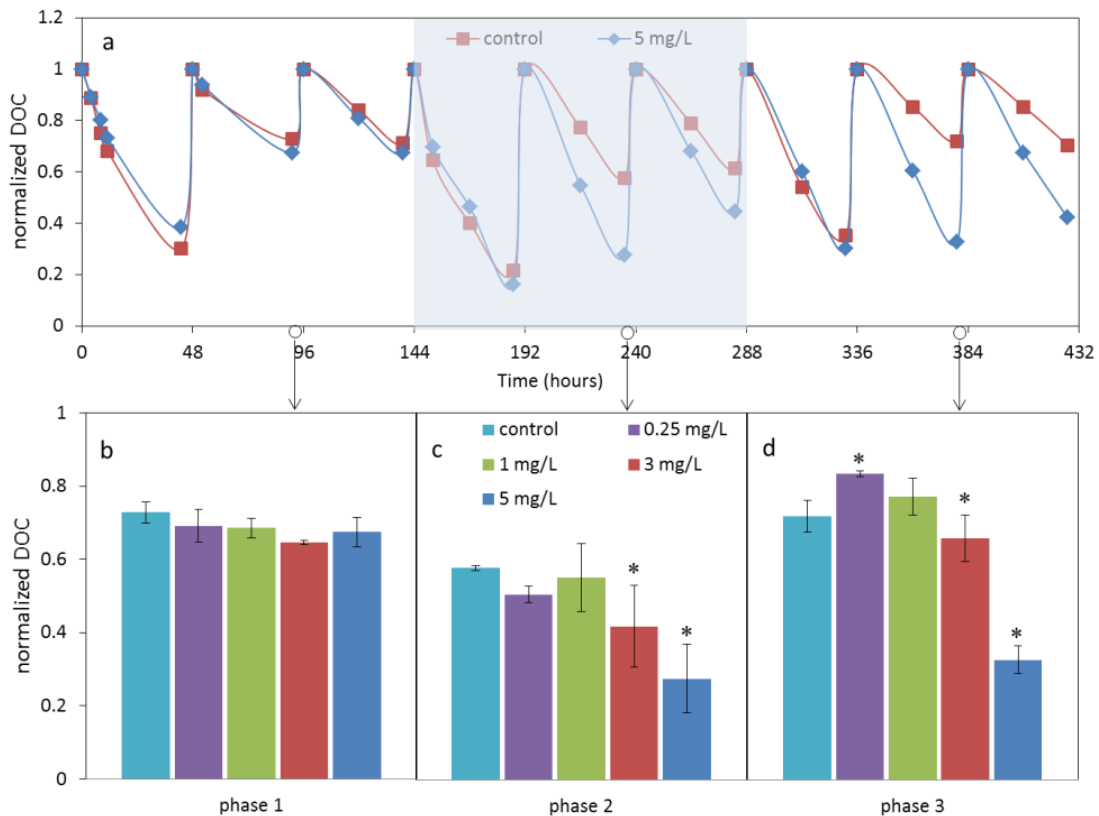 1.2
1
0.8
0.6
0.4
0.2
0
normalized DOC
a
control
5 mg/L
0 48 96 144 192 240 288 336 384 432
Time (hours)
1
0.8
0.6
0.4
0.2
0
normalized DOC
b
c
control
0.25 mg/L
1 mg/L
3 mg/L
5 mg/L
* *
d
* * *
phase 1
phase 2
phase 3